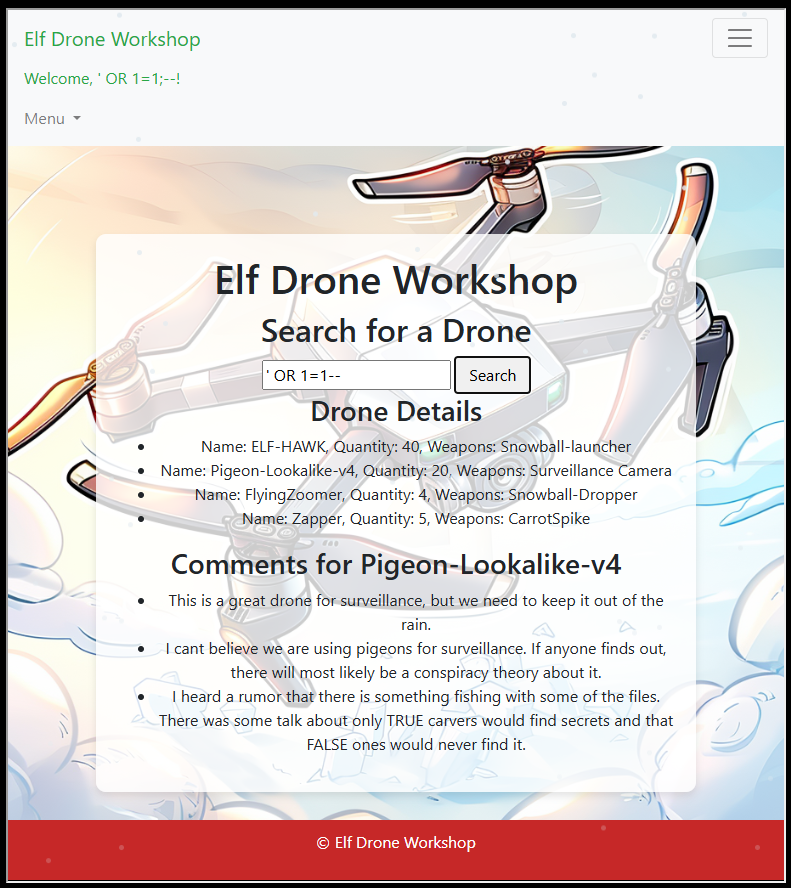 Elf Drone Workshop
Welcome, ' OR 1=1;--!
Menu
Elf Drone Workshop
Search for a Drone
' OR 1=1-- Search
Drone Details
Name: ELF-HAWK, Quantity: 40, Weapons: Snowball-launcher
Name: Pigeon-Lookalike-v4, Quantity: 20, Weapons: Surveillance Camera
Name: FlyingZoomer, Quantity: 4, Weapons: Snowball-Dropper
Name: Zapper, Quantity: 5, Weapons: CarrotSpike
Comments for Pigeon-Lookalike-v4
This is a great drone for surveillance, but we need to keep it out of the
rain.
I cant believe we are using pigeons for surveillance. If anyone finds out,
there will most likely be a conspiracy theory about it.
I heard a rumor that there is something fishing with some of the files.
There was some talk about only TRUE carvers would find secrets and that
FALSE ones would never find it.
© Elf Drone Workshop